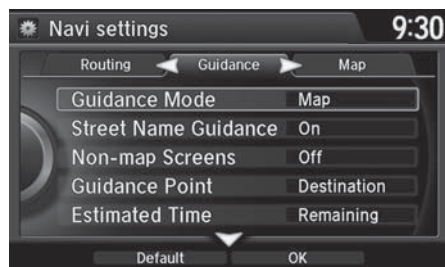 Navi settings 9:30
Routing Guidance Map
Guidance Mode Map
Street Name Guidance On
Non-map Screens Off
Guidance Point Destination
Estimated Time Remaining
Default OK